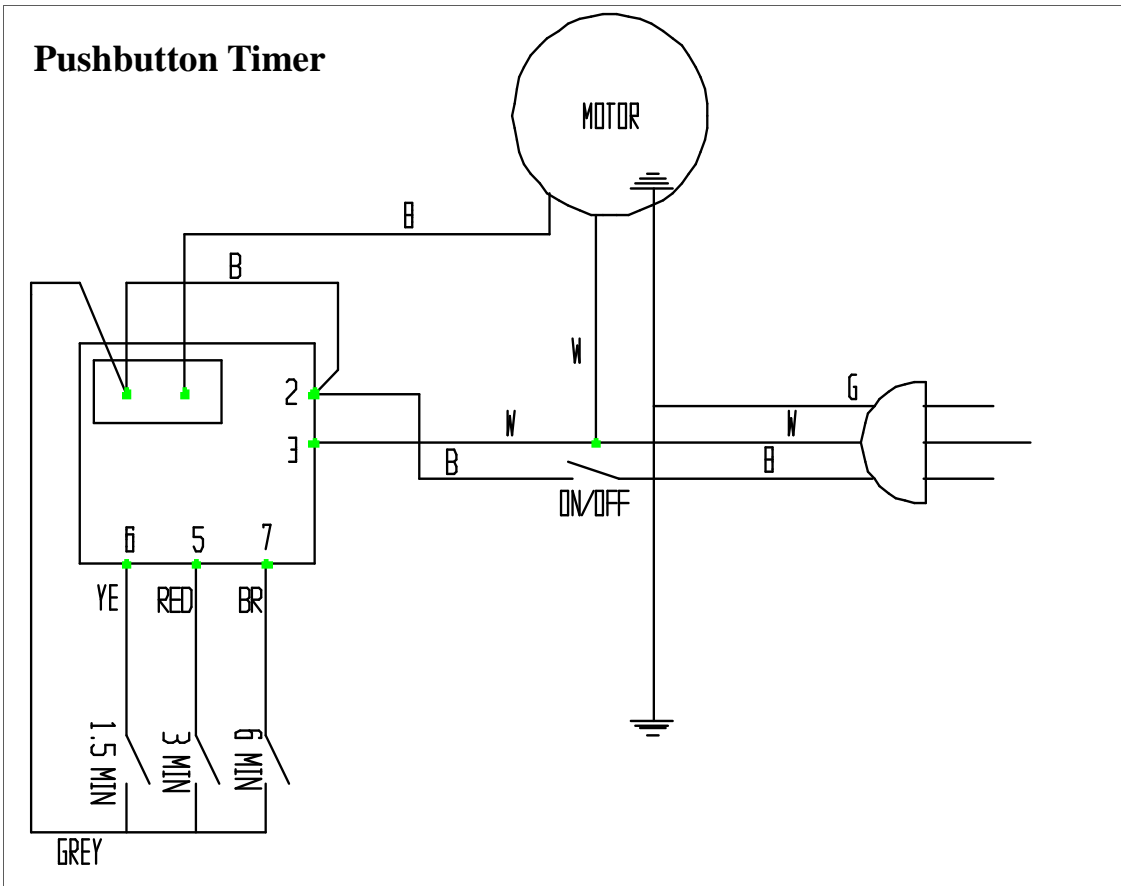 Pushbutton Timer
MOTOR
B
B
W
G
2
W
W
3
B
B
ON/OFF
6 5 7
YE RED BR
1.5 MIN
3 MIN
6 MIN
GREY